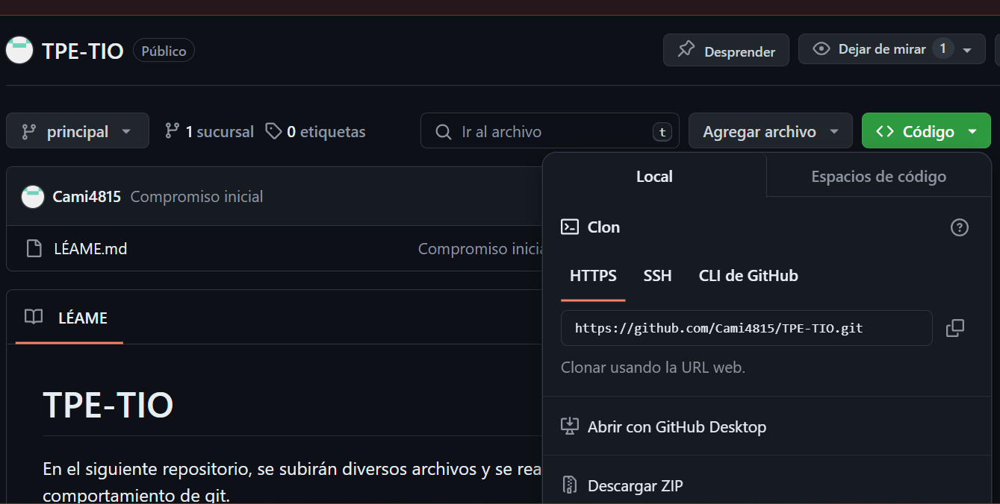 TPE-TIO Público Desprender Dejar de mirar 1
principal 1 sucursal 0 etiquetas Ir al archivo t Agregar archivo <> Código
Cami4815 Compromiso inicial
LÉAME.md Compromiso
LÉAME
TPE-TIO
En el siguiente repositorio, se subirán diversos archivos y se rea
comportamiento de git.
Local Espacios de código
Clon
HTTPS SSH CLI de GitHub
https://github.com/Cami4815/TPE-TIO.git
Clonar usando la URL web.
Abrir con GitHub Desktop
Descargar ZIP